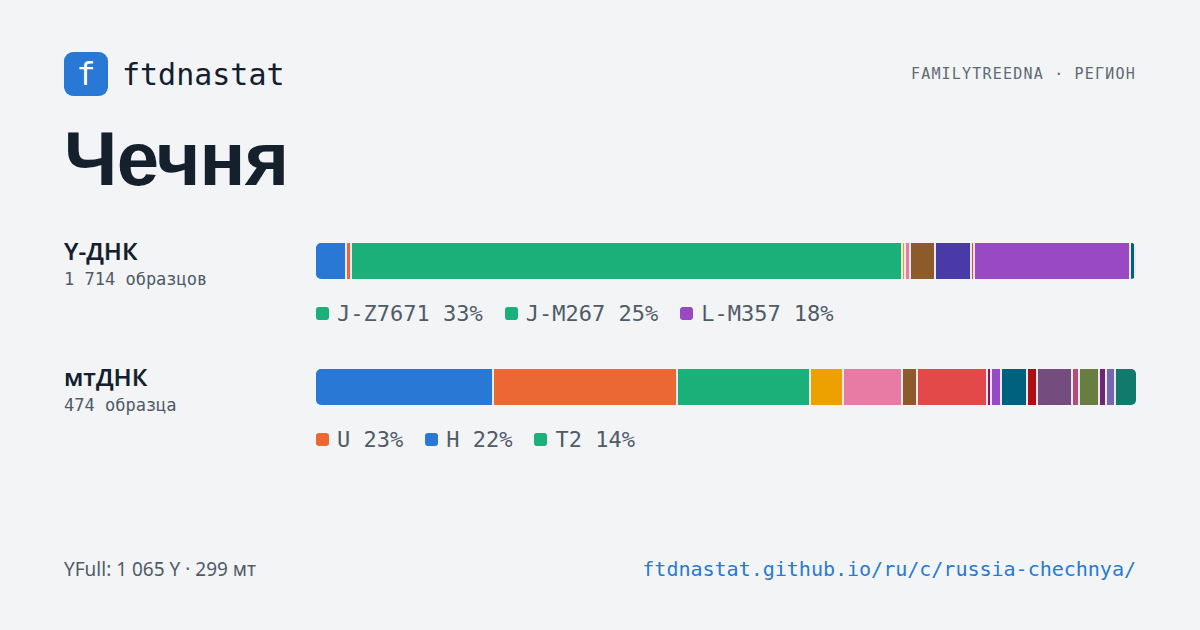 f ftdnastat
FAMILYTREEDNA · РЕГИОН
Чечня
Y-ДНК
1 714 образцов
J-Z7671 33% J-M267 25% L-M357 18%
мтДНК
474 образца
U 23% H 22% T2 14%
YFull: 1 065 Y · 299 мт
ftdnastat.github.io/ru/c/russia-chechnya/